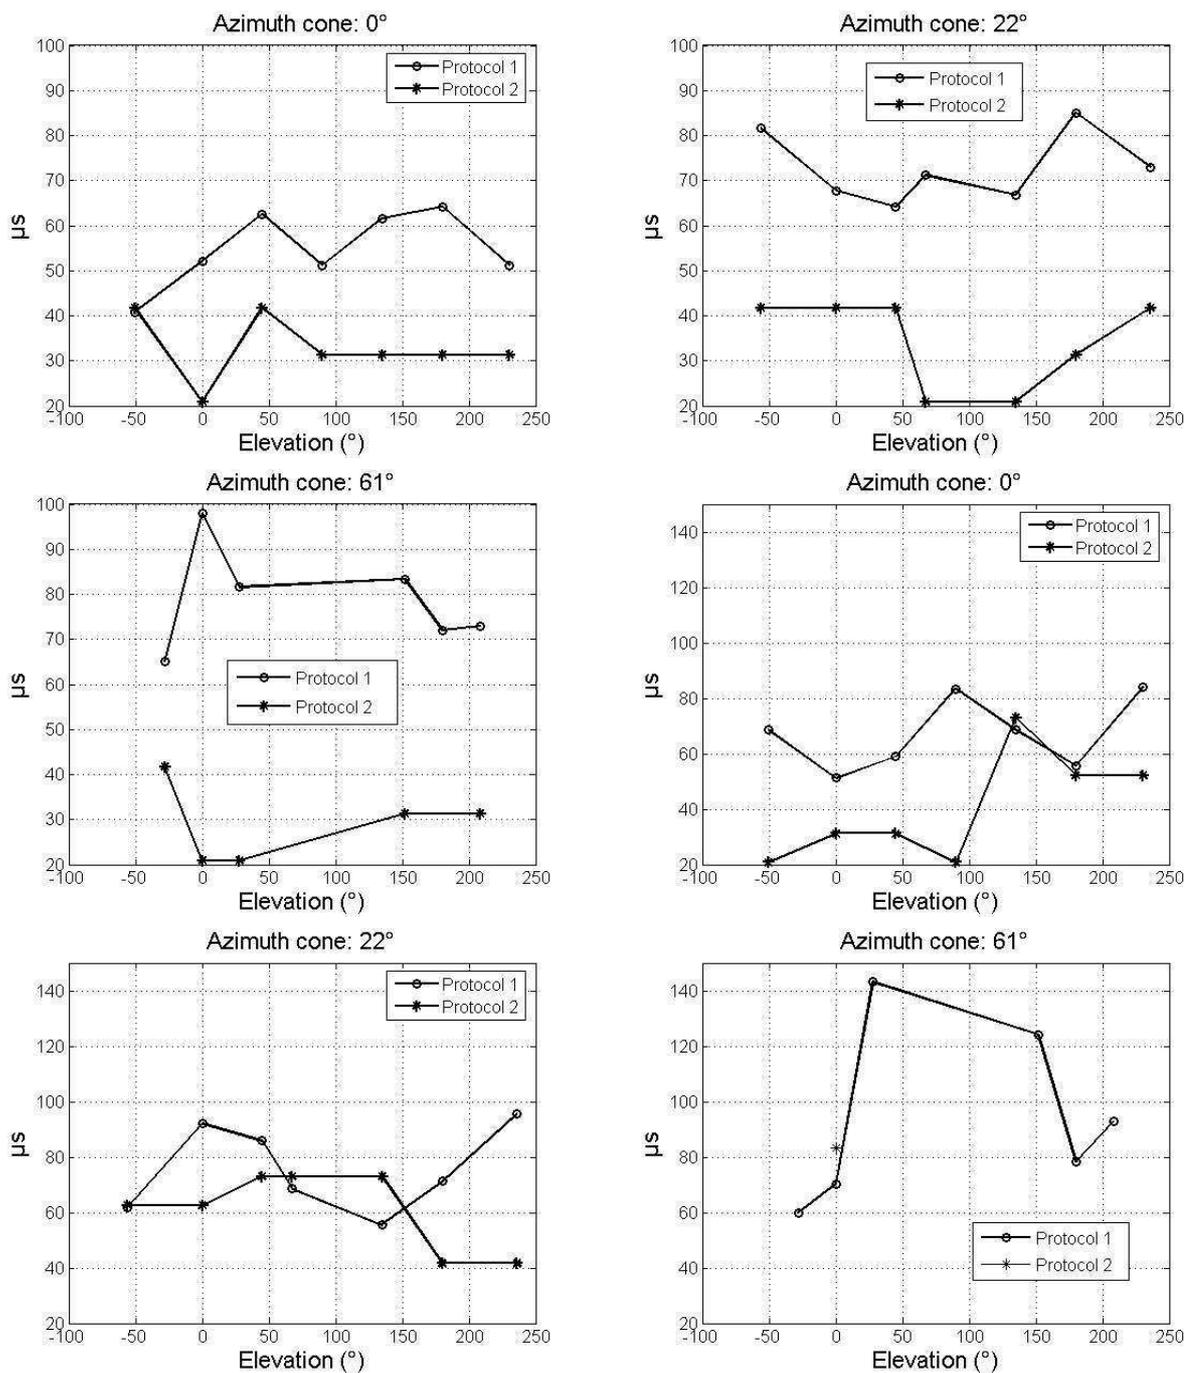 Azimuth cone: 0°
100
90
80
70
60
50
40
30
20
µs
Protocol 1
Protocol 2
-100 -50 0 50 100 150 200 250
Elevation (°)
Azimuth cone: 22°
100
90
80
70
60
50
40
30
20
µs
Protocol 1
Protocol 2
-100 -50 0 50 100 150 200 250
Elevation (°)
Azimuth cone: 61°
100
90
80
70
60
50
40
30
20
µs
Protocol 1
Protocol 2
-100 -50 0 50 100 150 200 250
Elevation (°)
Azimuth cone: 0°
140
120
100
80
60
40
20
µs
Protocol 1
Protocol 2
-100 -50 0 50 100 150 200 250
Elevation (°)
Azimuth cone: 22°
140
120
100
80
60
40
20
µs
Protocol 1
Protocol 2
-100 -50 0 50 100 150 200 250
Elevation (°)
Azimuth cone: 61°
140
120
100
80
60
40
20
µs
Protocol 1
Protocol 2
-100 -50 0 50 100 150 200 250
Elevation (°)